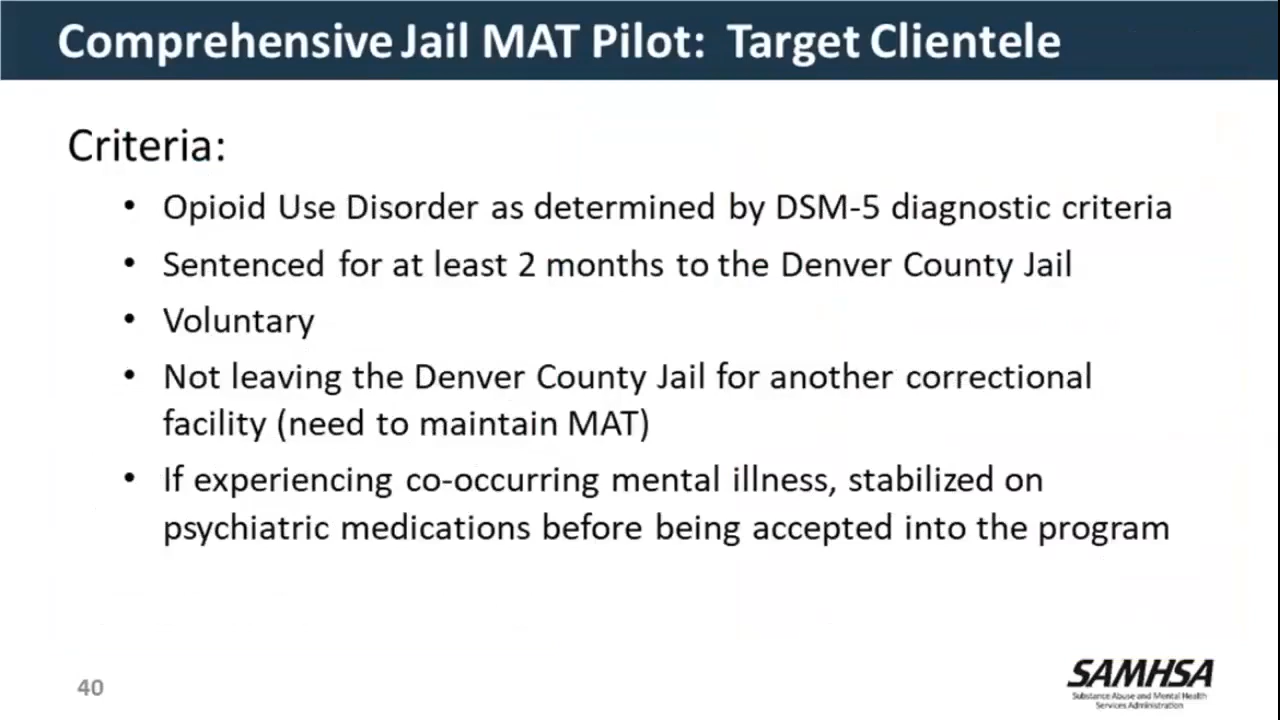 Comprehensive Jail MAT Pilot:  Target Clientele
Criteria:
• Opioid Use Disorder as determined by DSM-5 diagnostic criteria
• Sentenced for at least 2 months to the Denver County Jail
• Voluntary
• Not leaving the Denver County Jail for another correctional
facility (need to maintain MAT)
• If experiencing co-occurring mental illness, stabilized on
psychiatric medications before being accepted into the program
40
SAMHSA
Substance Abuse and Mental Health
Services Administration